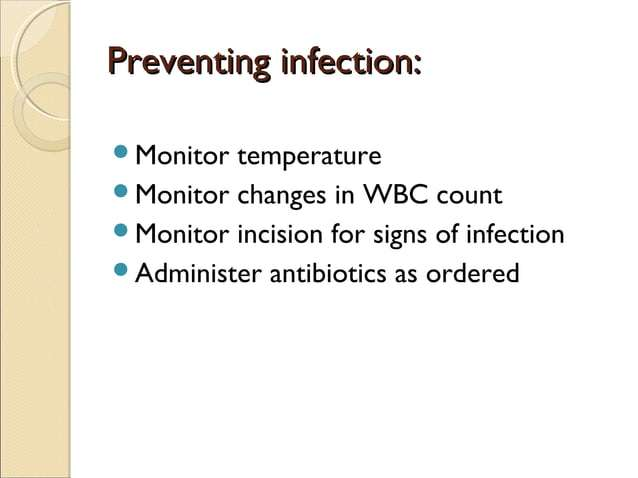 Preventing infection:
Monitor temperature
Monitor changes in WBC count
Monitor incision for signs of infection
Administer antibiotics as ordered